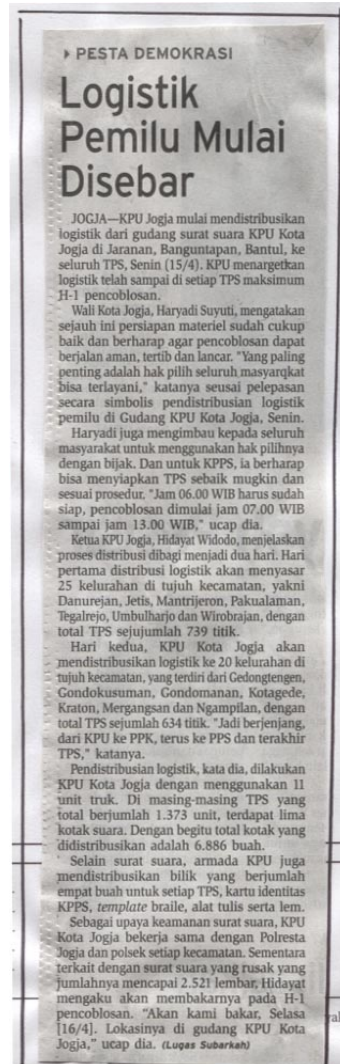 PESTA DEMOKRASI
Logistik
Pemilu Mulai
Disebar
JOGJA—KPU Jogja mulai mendistribusikan
logistik dari gudang surat suara KPU Kota
Jogja di Jaranan, Banguntapan, Bantul, ke
seluruh TPS, Senin (15/4). KPU menargetkan
logistik telah sampai di setiap TPS maksimum
H-1 pencoblosan.
Wali Kota Jogja, Haryadi Suyuti, mengatakan
sejauh ini persiapan materiel sudah cukup
baik dan berharap agar pencoblosan dapat
berjalan aman, tertib dan lancar. "Yang paling
penting adalah hak pilih seluruh masyarqkat
bisa terlayani," katanya seusai pelepasan
secara simbolis pendistribusian logistik
pemilu di Gudang KPU Kota Jogja, Senin.
Haryadi juga mengimbau kepada seluruh
masyarakat untuk menggunakan hak pilihnya
dengan bijak. Dan untuk KPPS, ia berharap
bisa menyiapkan TPS sebaik mugkin dan
sesuai prosedur. "Jam 06.00 WIB harus sudah
siap, pencoblosan dimulai jam 07.00 WIB
sampai jam 13.00 WIB," ucap dia.
Ketua KPU Jogja, Hidayat Widodo, menjelaskan
proses distribusi dibagi menjadi dua hari. Hari
pertama distribusi logistik akan menyasar
25 kelurahan di tujuh kecamatan, yakni
Danurejan, Jetis, Mantrijeron, Pakualaman,
Tegalrejo, Umbulharjo dan Wirobrajan, dengan
total TPS sejujumlah 739 titik.
Hari kedua, KPU Kota Jogja akan
mendistribusikan logistik ke 20 kelurahan di
tujuh kecamatan, yang terdiri dari Gedongtengen,
Gondokusuman, Gondomanan, Kotagede,
Kraton, Mergangsan dan Ngampilan, dengan
total TPS sejumlah 634 titik. "Jadi berjenjang,
dari KPU ke PPK, terus ke PPS dan terakhir
TPS," katanya.
Pendistribusian logistik, kata dia, dilakukan
KPU Kota Jogja dengan menggunakan 11
unit truk. Di masing-masing TPS yang
total berjumlah 1.373 unit, terdapat lima
kotak suara. Dengan begitu total kotak yang
didistribusikan adalah 6.886 buah.
Selain surat suara, armada KPU juga
mendistribusikan bilik yang berjumlah
empat buah untuk setiap TPS, kartu identitas
KPPS, template braile, alat tulis serta lem.
Sebagai upaya keamanan surat suara, KPU
Kota Jogja bekerja sama dengan Polresta
Jogja dan polsek setiap kecamatan. Sementara
terkait dengan surat suara yang rusak yang
jumlahnya mencapai 2.521 lembar, Hidayat
mengaku akan membakarnya pada H-1
pencoblosan. "Akan kami bakar, Selasa
[16/4]. Lokasinya di gudang KPU Kota
Jogja," ucap dia. (Lugas Subarkah)